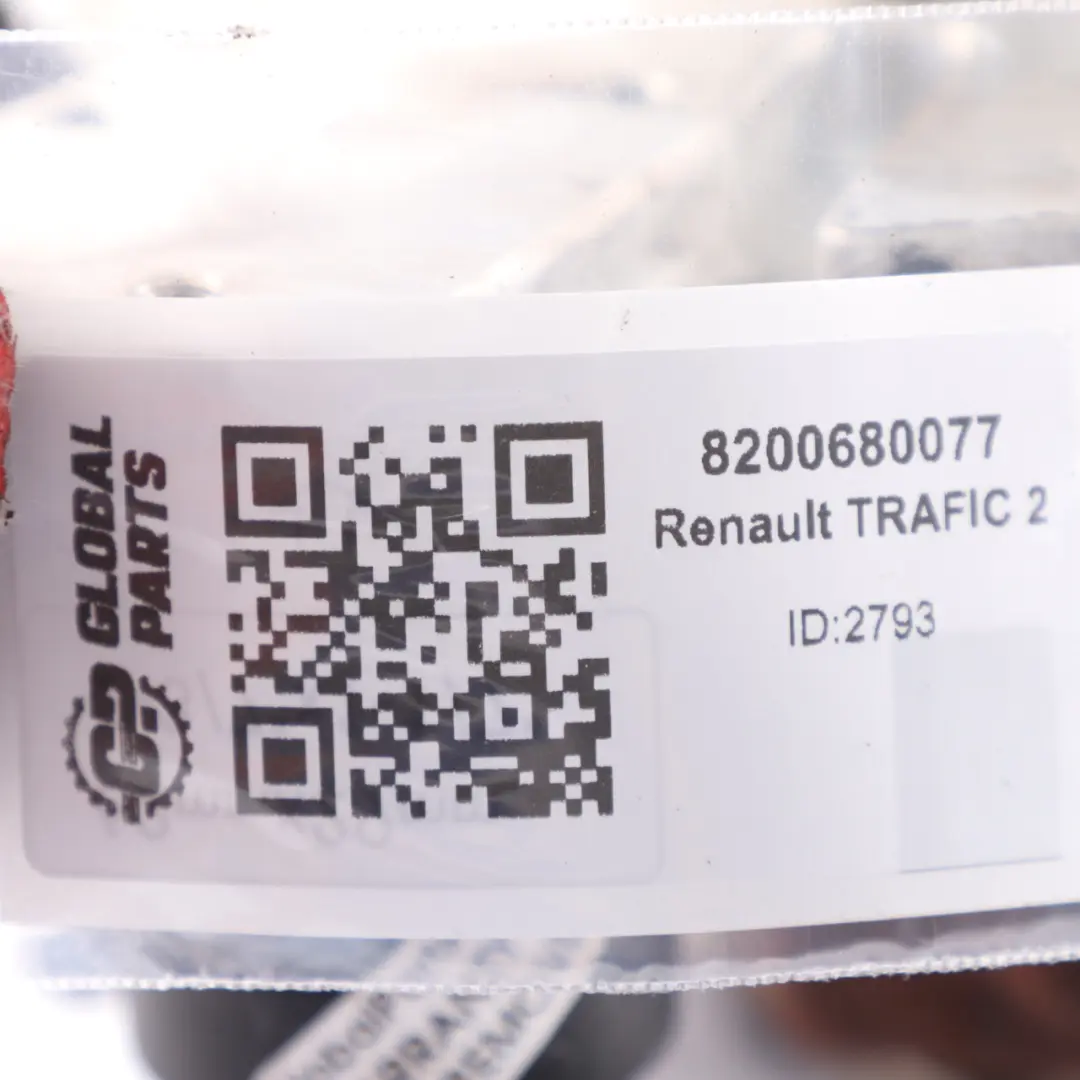 GLOBAL
PARTS
8200680077
Renault TRAFIC 2
ID:2793